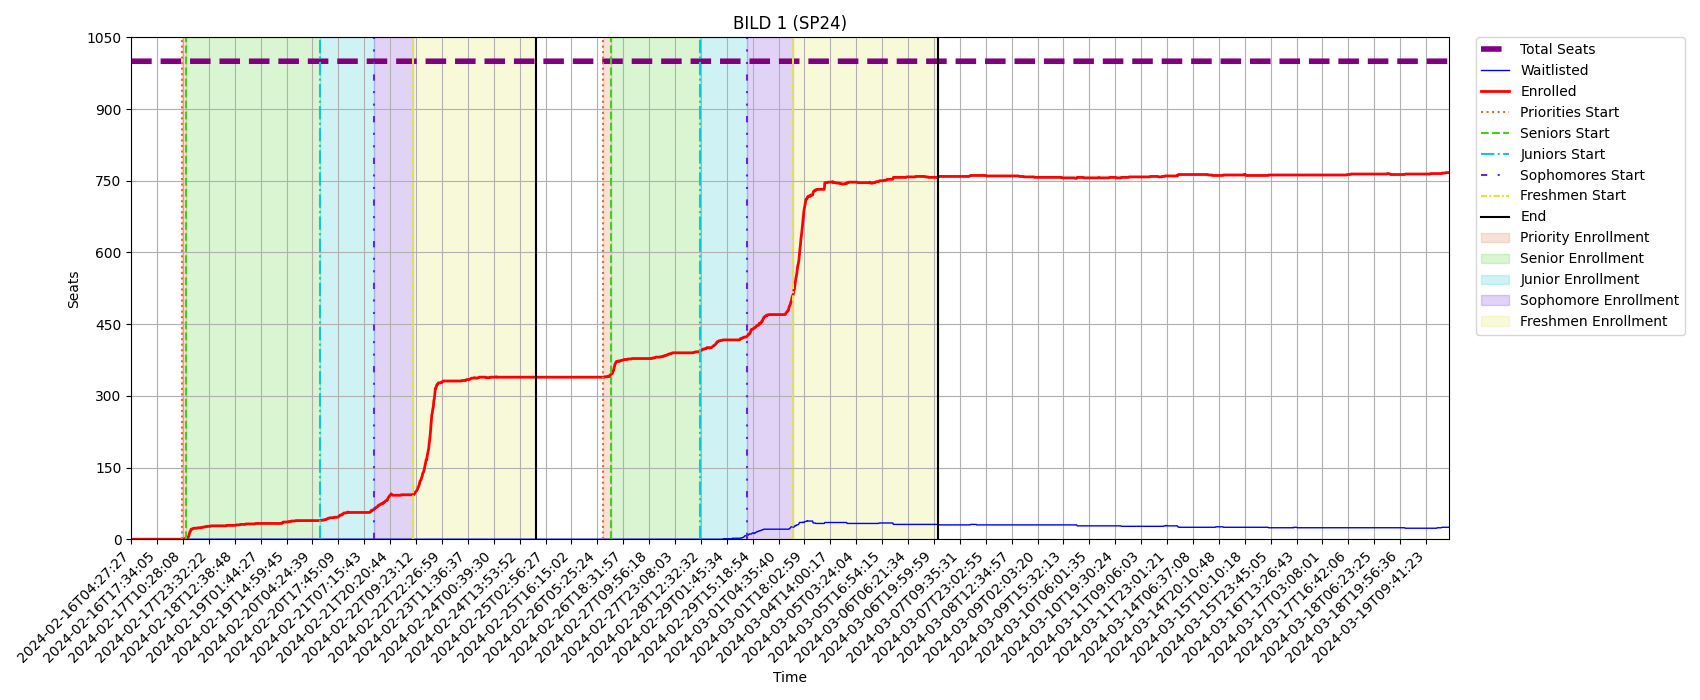 BILD 1 (SP24)
1050
900
750
600
450
300
150
0
Seats
2024-02-16T04:27:27
2024-02-16T17:34:05
2024-02-17T10:28:08
2024-02-17T23:32:22
2024-02-18T12:38:48
2024-02-19T01:44:27
2024-02-19T14:59:45
2024-02-20T04:24:39
2024-02-20T17:45:09
2024-02-21T07:15:43
2024-02-21T20:20:44
2024-02-22T09:23:12
2024-02-22T22:26:59
2024-02-23T11:36:37
2024-02-24T00:39:30
2024-02-24T13:53:52
2024-02-25T02:56:27
2024-02-25T16:15:02
2024-02-26T05:25:24
2024-02-26T18:31:57
2024-02-27T09:56:18
2024-02-27T23:08:03
2024-02-28T12:32:32
2024-02-29T01:45:34
2024-02-29T15:18:54
2024-03-01T04:35:40
2024-03-01T18:02:59
2024-03-04T14:00:17
2024-03-05T03:24:04
2024-03-05T16:54:15
2024-03-06T06:21:34
2024-03-06T19:59:59
2024-03-07T09:35:31
2024-03-07T23:02:55
2024-03-08T12:34:57
2024-03-09T02:03:20
2024-03-09T15:32:13
2024-03-10T06:01:35
2024-03-10T19:30:24
2024-03-11T09:06:03
2024-03-11T23:01:21
2024-03-14T06:37:08
2024-03-14T20:10:48
2024-03-15T10:10:18
2024-03-15T23:45:05
2024-03-16T13:26:43
2024-03-17T03:08:01
2024-03-17T16:42:06
2024-03-18T06:23:25
2024-03-18T19:56:36
2024-03-19T09:41:23
Time
Total Seats
Waitlisted
Enrolled
Priorities Start
Seniors Start
Juniors Start
Sophomores Start
Freshmen Start
End
Priority Enrollment
Senior Enrollment
Junior Enrollment
Sophomore Enrollment
Freshmen Enrollment